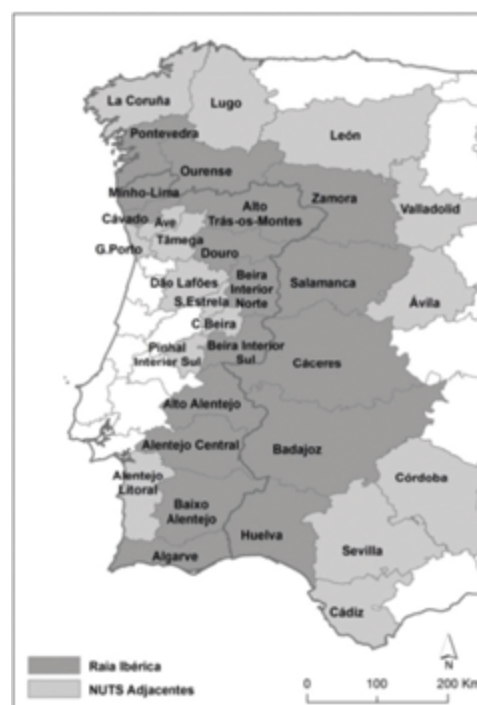 La Coruña
Lugo
León
Pontevedra
Ourense
Minho-Lima
Alto
Trás-os-Montes
Zamora
Valladolid
Cávado
Ave
Tâmega
G.Porto
Douro
Dão Lafões
S.Estrela
Beira
Interior
Norte
Salamanca
Ávila
C.Beira
Pinhal
Interior Sul
Beira Interior
Sul
Cáceres
Alto Alentejo
Alentejo Central
Badajoz
Alentejo
Litoral
Córdoba
Baixo
Alentejo
Huelva
Sevilla
Algarve
Cádiz
Raia Ibérica
NUTS Adjacentes
N
0 100 200 Km